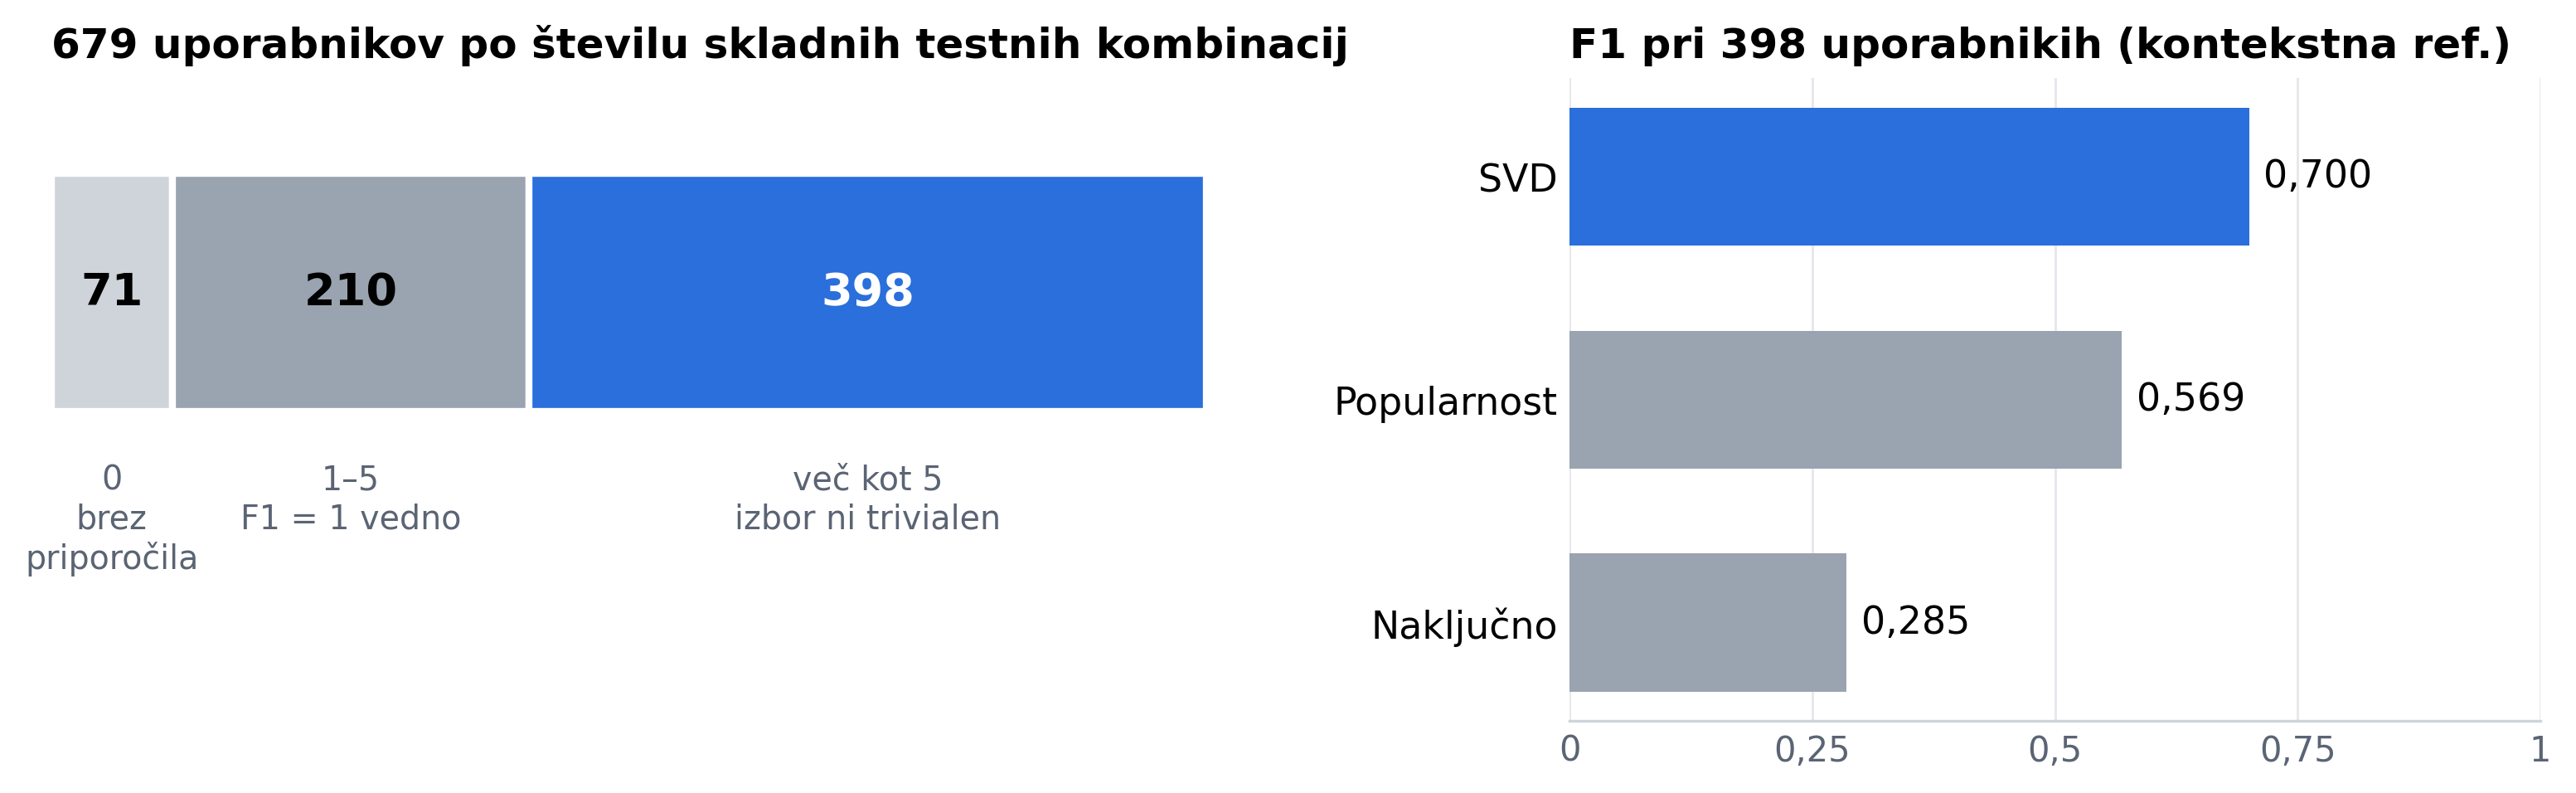 679 uporabnikov po številu skladnih testnih kombinacij
71
210
398
0
brez
priporočila
1–5
F1 = 1 vedno
več kot 5
izbor ni trivialen
F1 pri 398 uporabnikih (kontekstna ref.)
SVD
0,700
Popularnost
0,569
Naključno
0,285
0
0,25
0,5
0,75
1